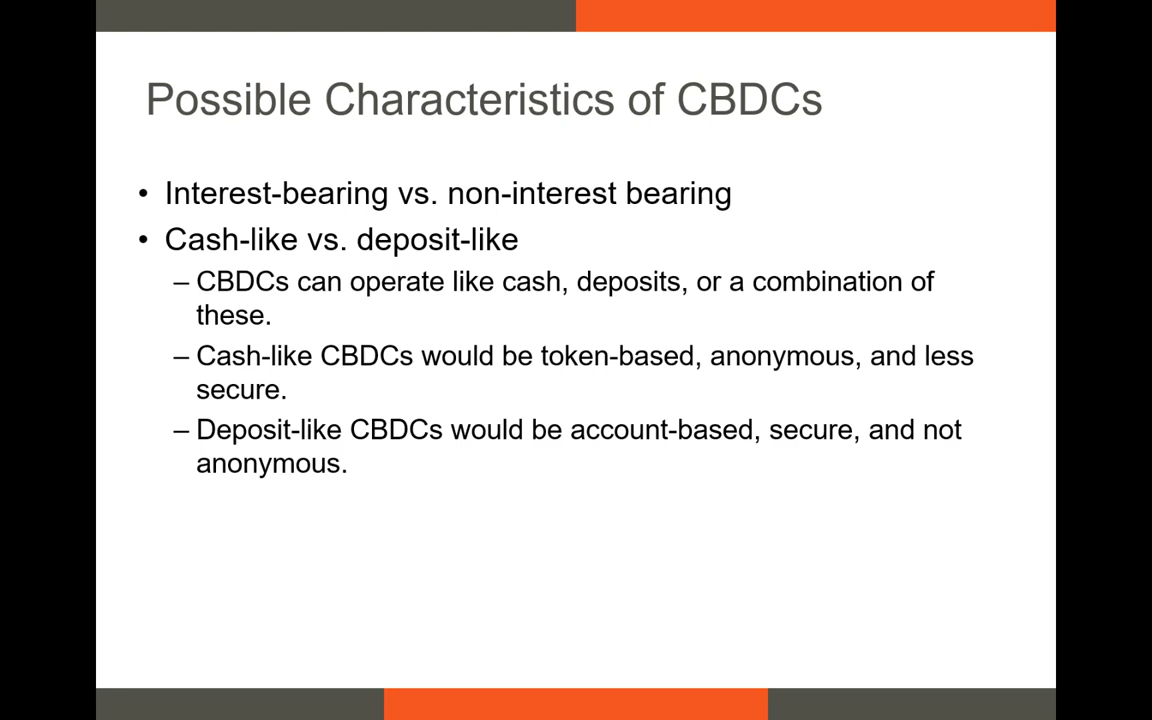 Possible Characteristics of CBDCs
• Interest-bearing vs. non-interest bearing
• Cash-like vs. deposit-like
– CBDCs can operate like cash, deposits, or a combination of
these.
– Cash-like CBDCs would be token-based, anonymous, and less
secure.
– Deposit-like CBDCs would be account-based, secure, and not
anonymous.